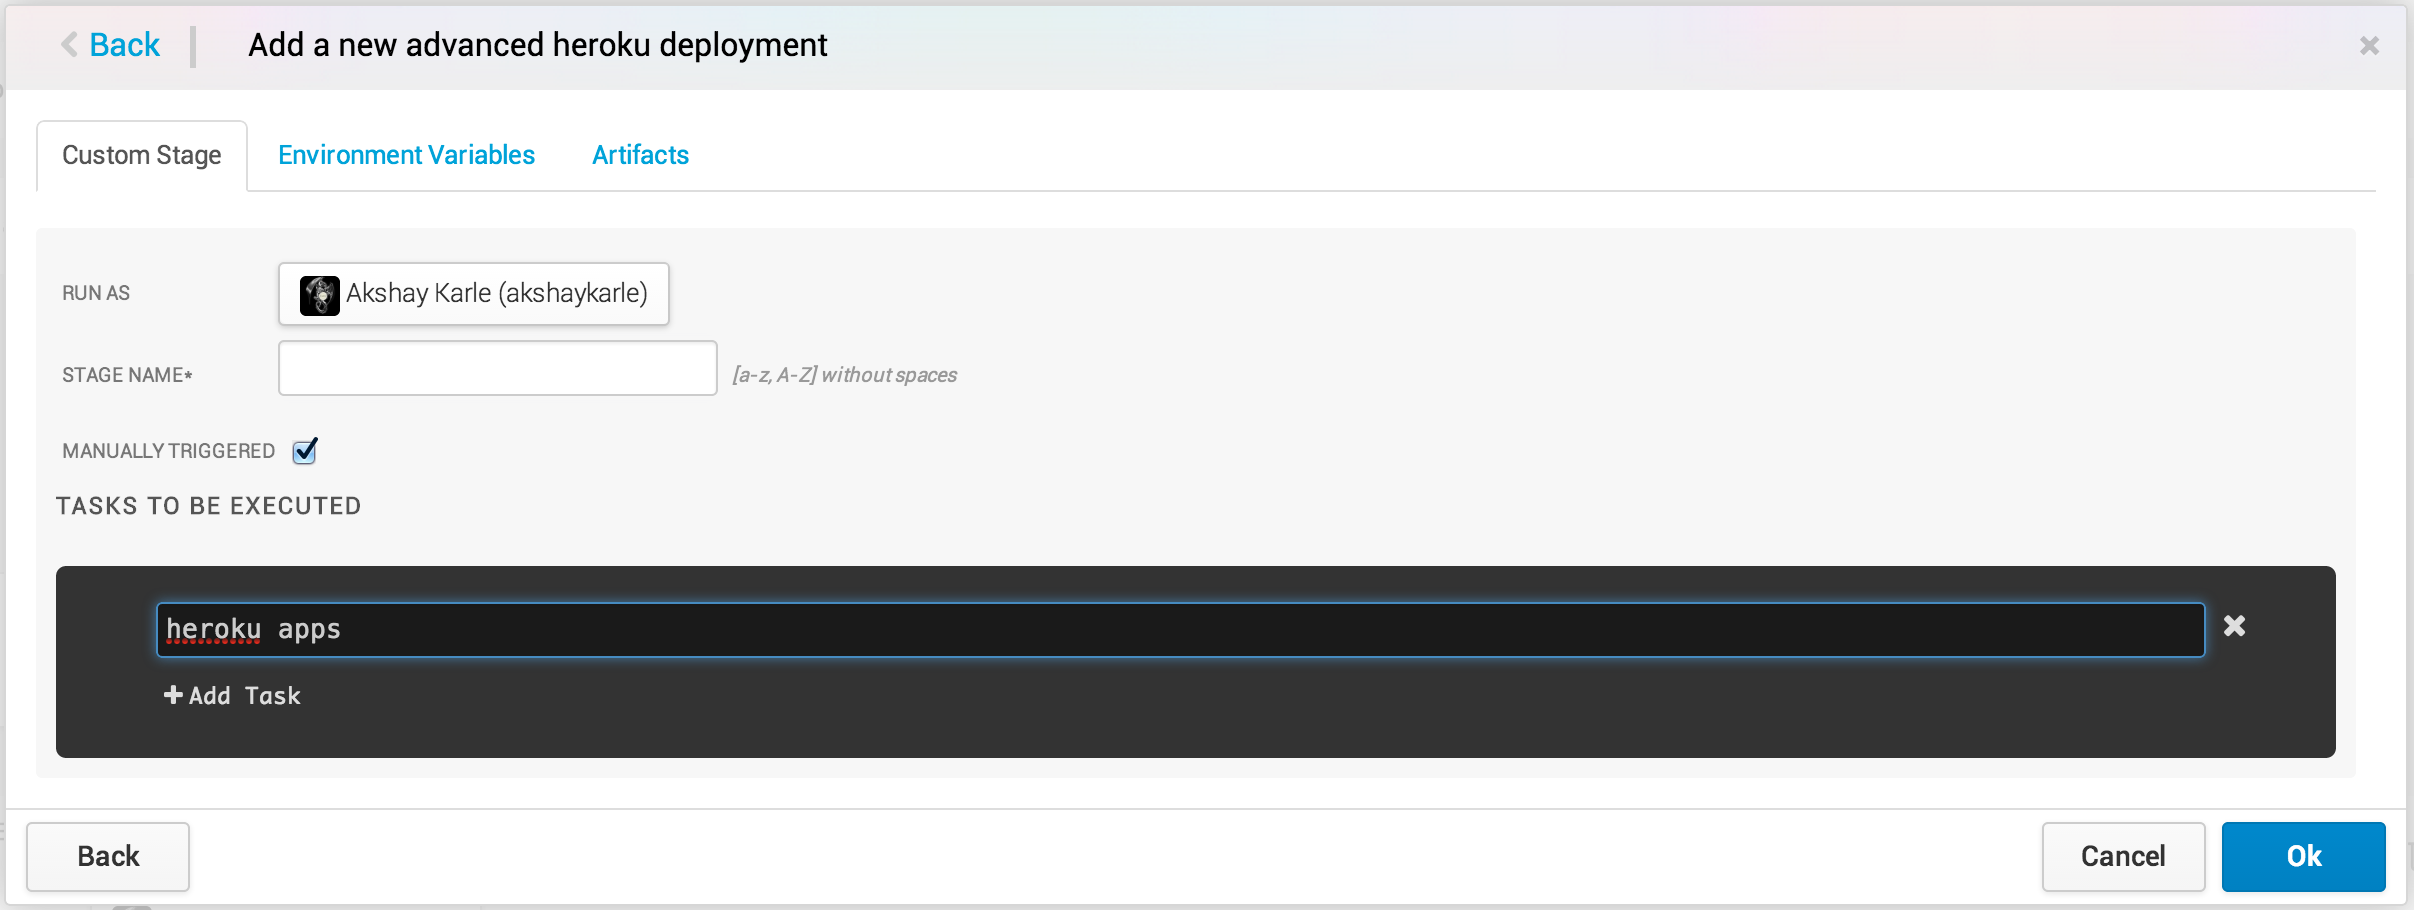 Back
Add a new advanced heroku deployment
Custom Stage
Environment Variables
Artifacts
RUN AS
Akshay Karle (akshaykarle)
STAGE NAME*
[a-z, A-Z] without spaces
MANUALLY TRIGGERED
TASKS TO BE EXECUTED
heroku apps
Add Task
Back
Cancel
Ok